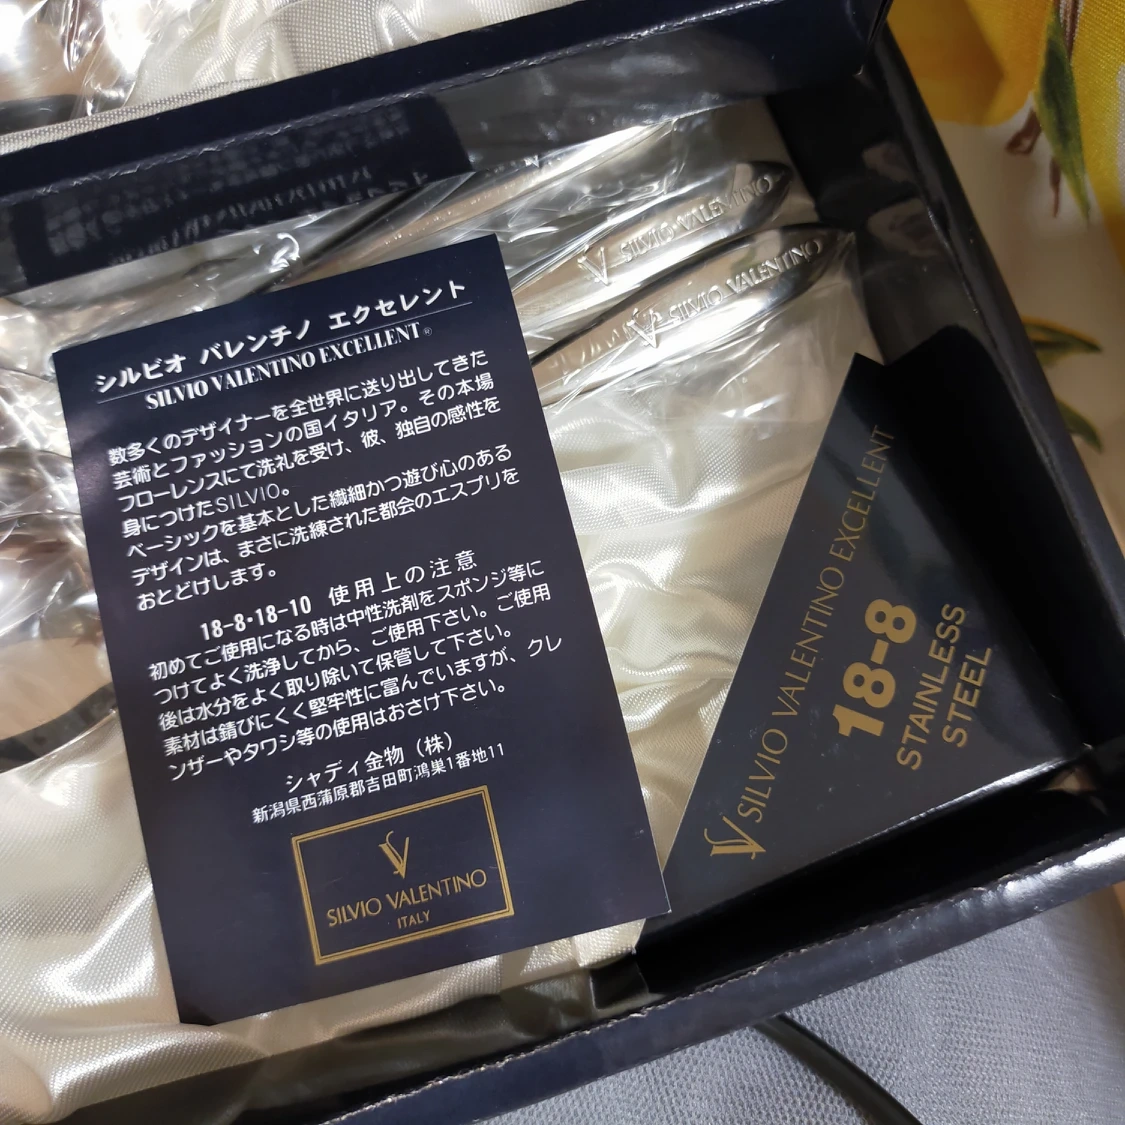 シルビオ バレンチノ エクセレント
SILVIO VALENTINO EXCELLENT®
数多くのデザイナーを全世界に送り出してきた
芸術とファッションの国イタリア。その本場
フローレンスにて洗礼を受け、彼、独自の感性を
身につけたSILVIO。
ベーシックを基本とした繊細かつ遊び心のある
デザインは、まさに洗練された都会のエスプリを
おとどけします。
18-8・18-10 使用上の注意
初めてご使用になる時は中性洗剤をスポンジ等に
つけてよく洗浄してから、ご使用下さい。ご使用
後は水分をよく取り除いて保管して下さい。
素材は錆びにくく堅牢性に富んでいますが、クレ
ンザーやタワシ等の使用はおさけ下さい。
シャディ金物（株）
新潟県西蒲原郡吉田町鴻巣1番地11
SV
SILVIO VALENTINO
ITALY
SV SILVIO VALENTINO
SV SILVIO VALENTINO
SV SILVIO VALENTINO EXCELLENT
18-8
STAINLESS
STEEL